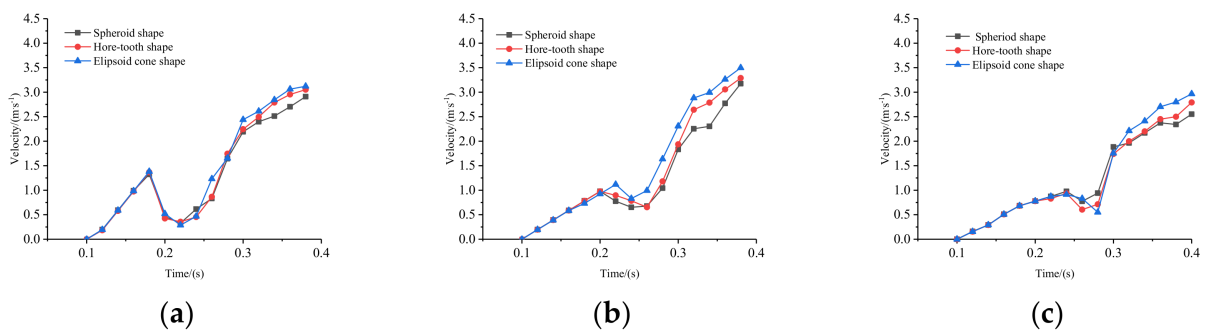 4.5
4.0
3.5
3.0
2.5
2.0
1.5
1.0
0.5
0.0
Velocity/(m·s⁻¹)
Spheroid shape
Hore-tooth shape
Elipsoid cone shape
0.1 0.2 0.3 0.4
Time/(s)
(a)
4.5
4.0
3.5
3.0
2.5
2.0
1.5
1.0
0.5
0.0
Velocity/(m·s⁻¹)
Spheroid shape
Hore-tooth shape
Elipsoid cone shape
0.1 0.2 0.3 0.4
Time/(s)
(b)
4.5
4.0
3.5
3.0
2.5
2.0
1.5
1.0
0.5
0.0
Velocity/(m·s⁻¹)
Spheriod shape
Hore-tooth shape
Elipsoid cone shape
0.1 0.2 0.3 0.4
Time/(s)
(c)